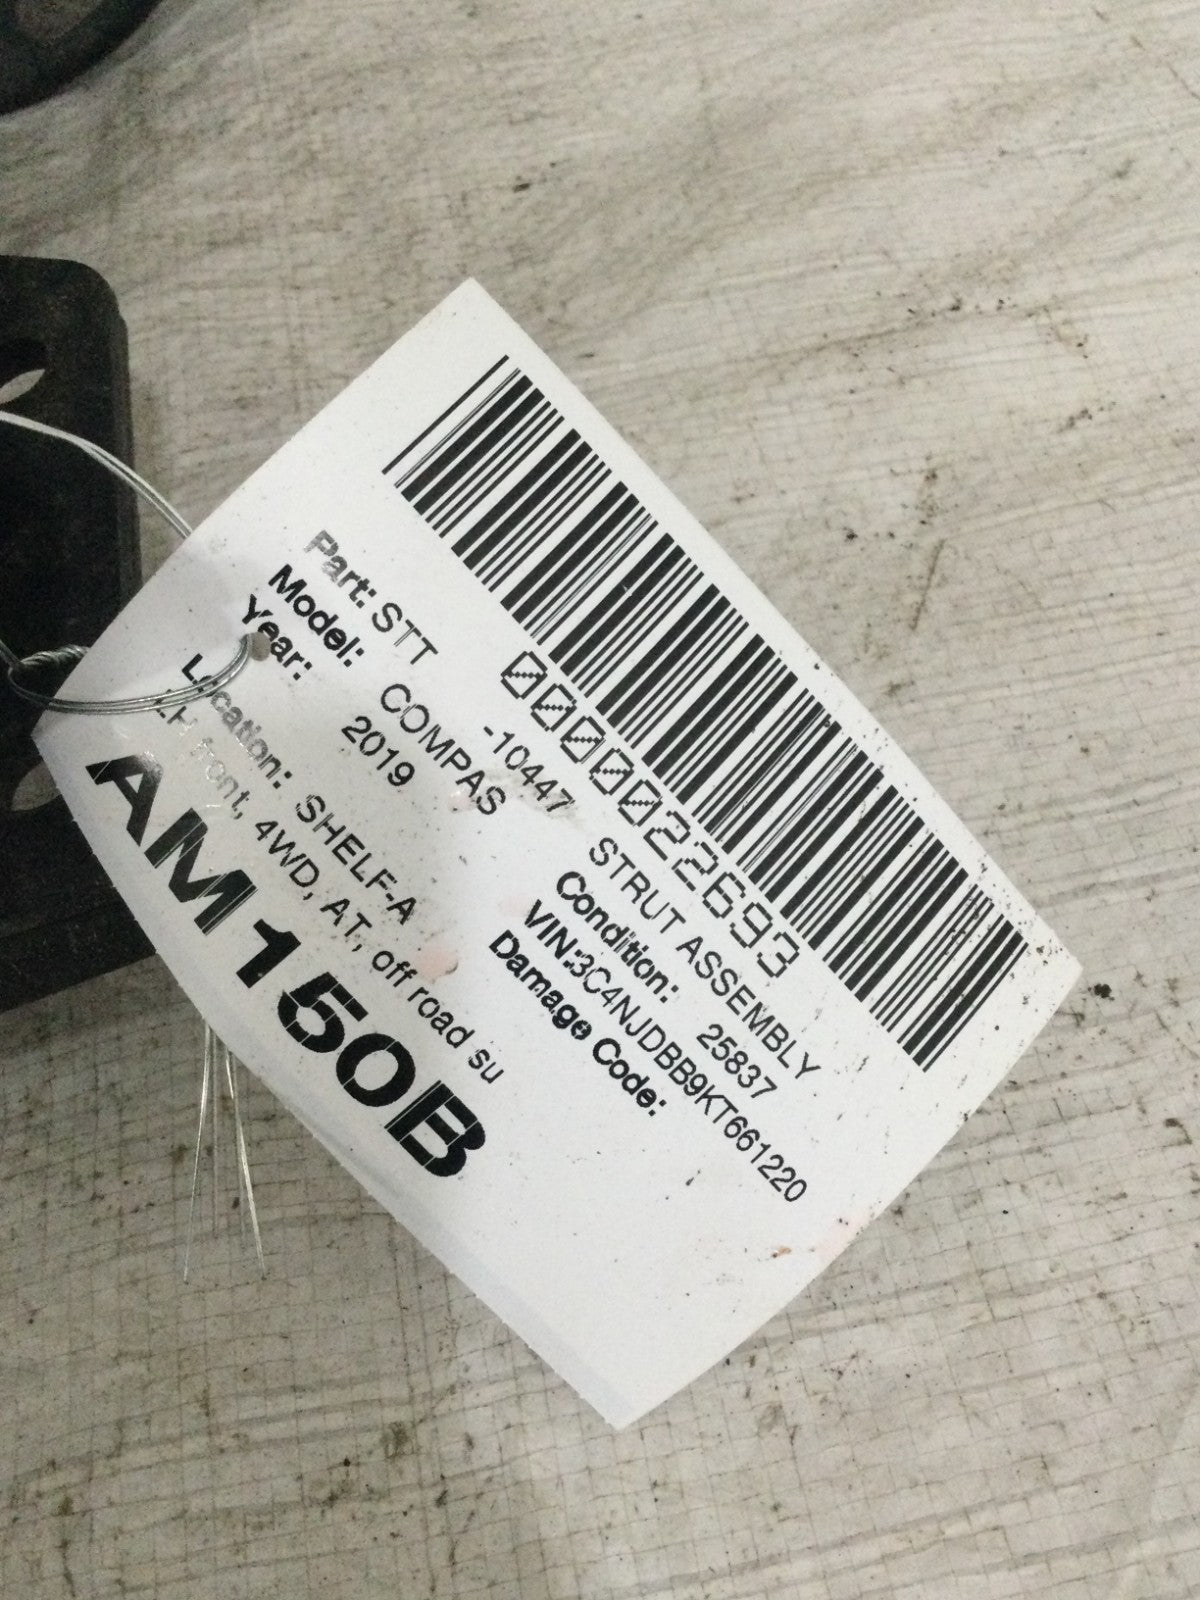 0000022693
Part: STT -10447 STRUT ASSEMBLY
Model: COMPAS Condition: 25837
Year: 2019 VIN:3C4NJDBB9KT661220
Damage Code:
Location: SHELF-A
LH front, 4WD, AT, off road su
AM150B